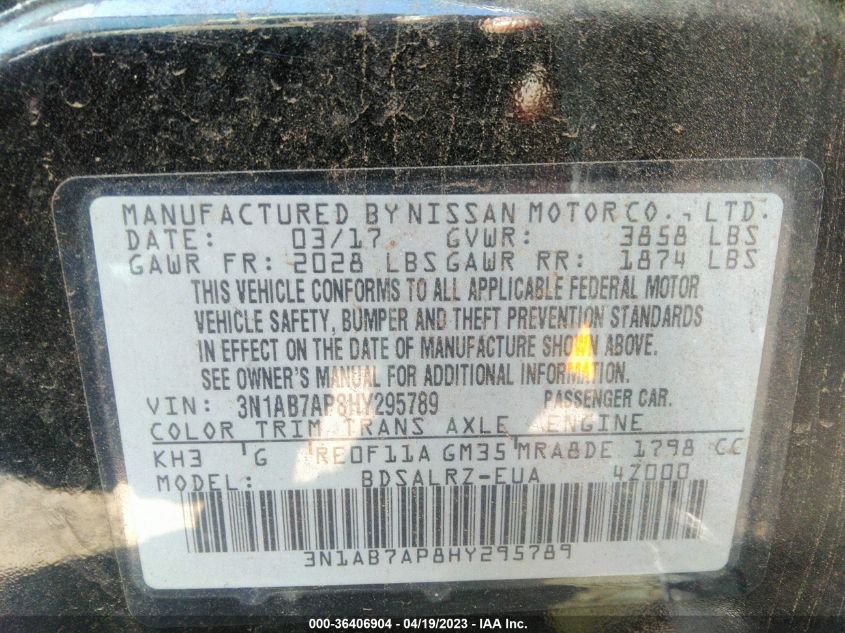 MANUFACTURED BY NISSAN MOTOR CO., LTD.
DATE: 03/17 GVWR: 3858 LBS
GAWR FR: 2028 LBS GAWR RR: 1874 LBS
THIS VEHICLE CONFORMS TO ALL APPLICABLE FEDERAL MOTOR
VEHICLE SAFETY, BUMPER AND THEFT PREVENTION STANDARDS
IN EFFECT ON THE DATE OF MANUFACTURE SHOWN ABOVE.
SEE OWNER'S MANUAL FOR ADDITIONAL INFORMATION.
VIN: 3N1AB7AP8HY295789 PASSENGER CAR.
COLOR TRIM TRANS AXLE ENGINE
KH3 G RE0F11A GM35 MRA8DE 1798 CC
MODEL: BDSALRZ-EUA 4Z000
3N1AB7AP8HY295789
000-36406904 - 04/19/2023 - IAA Inc.